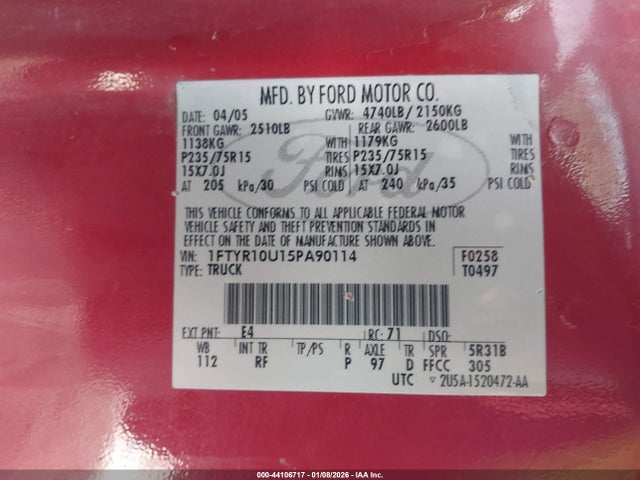 MFD. BY FORD MOTOR CO.
DATE: 04/05 GVWR: 4740LB/2150KG
FRONT GAWR: 2510LB REAR GAWR: 2600LB
1138KG WITH 1179KG WITH
P235/75R15 TIRES P235/75R15 TIRES
15X7.0J RIMS 15X7.0J RIMS
AT 205 kPa/30 PSI COLD AT 240 kPa/35 PSI COLD
Ford
THIS VEHICLE CONFORMS TO ALL APPLICABLE FEDERAL MOTOR
VEHICLE SAFETY AND THEFT PREVENTION STANDARDS IN
EFFECT ON THE DATE OF MANUFACTURE SHOWN ABOVE.
VIN: 1FTYR10U15PA90114 F0258
TYPE: TRUCK T0497
EXT PNT: E4 RC: 71 DSO:
WB INT TR TP/PS R AXLE TR SPR 5R31B
112 RF P 97 D FFCC 305
UTC 2USA-1520472-AA
000-44106717 - 01/08/2026 - IAA Inc.